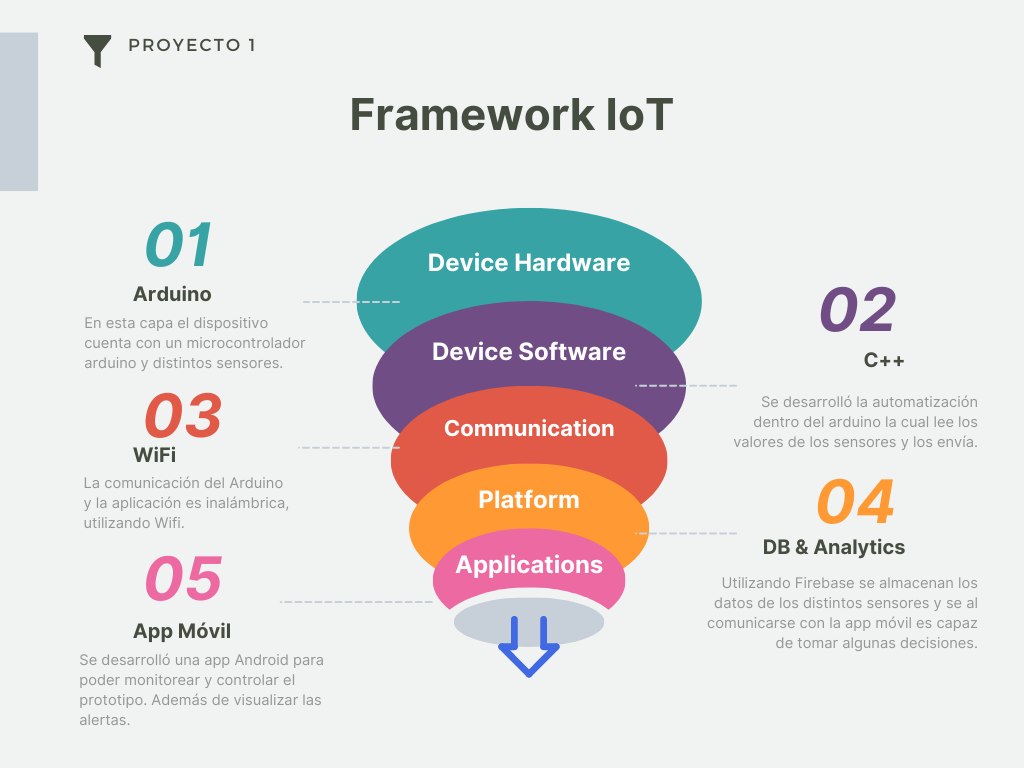 PROYECTO 1
Framework IoT
01
Arduino
En esta capa el dispositivo
cuenta con un microcontrolador
arduino y distintos sensores.
03
WiFi
La comunicación del Arduino
y la aplicación es inalámbrica,
utilizando Wifi.
05
App Móvil
Se desarrolló una app Android para
poder monitorear y controlar el
prototipo. Además de visualizar las
alertas.
Device Hardware
Device Software
Communication
Platform
Applications
02
C++
Se desarrolló la automatización
dentro del arduino la cual lee los
valores de los sensores y los envía.
04
DB & Analytics
Utilizando Firebase se almacenan los
datos de los distintos sensores y se al
comunicarse con la app móvil es capaz
de tomar algunas decisiones.